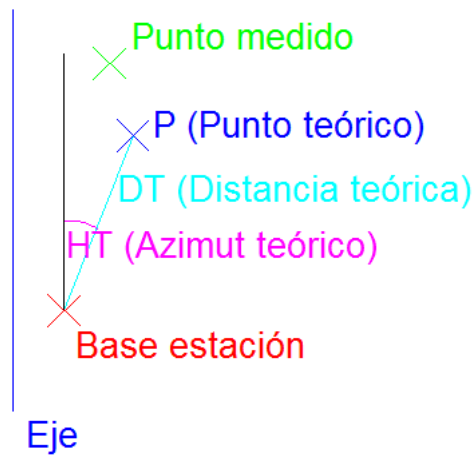 Punto medido
P (Punto teórico)
DT (Distancia teórica)
HT (Azimut teórico)
Base estación
Eje